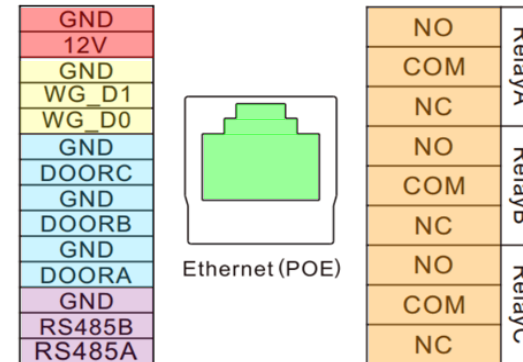 GND
12V
GND
WG_D1
WG_D0
GND
DOORC
GND
DOORB
GND
DOORA
GND
RS485B
RS485A
Ethernet (POE)
NO
COM
NC
RelayA
NO
COM
NC
RelayB
NO
COM
NC
RelayC